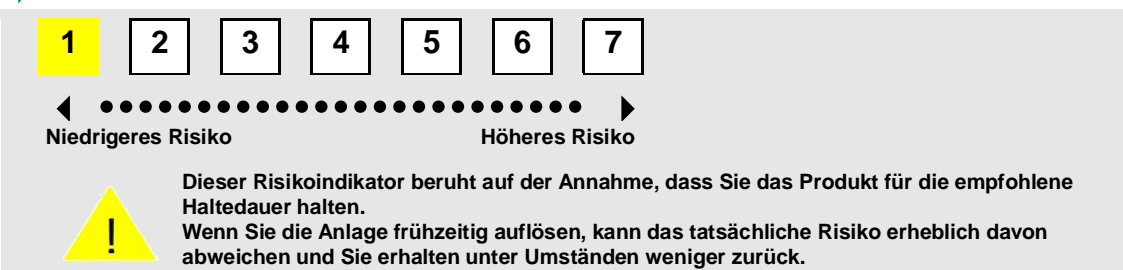 1 2 3 4 5 6 7
Niedrigeres Risiko Höheres Risiko
Dieser Risikoindikator beruht auf der Annahme, dass Sie das Produkt für die empfohlene
Haltedauer halten.
! Wenn Sie die Anlage frühzeitig auflösen, kann das tatsächliche Risiko erheblich davon
abweichen und Sie erhalten unter Umständen weniger zurück.